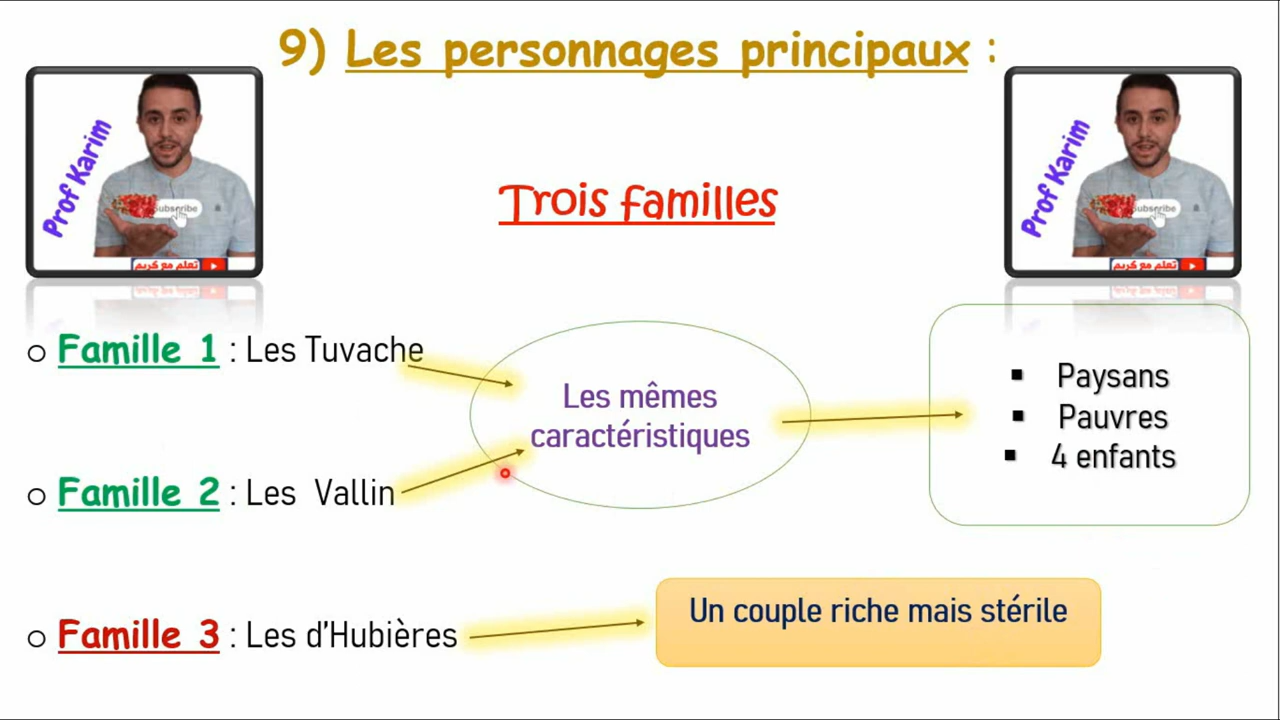 9) Les personnages principaux :
Prof Karim
Subscribe
تعلم مع كريم
Prof Karim
Subscribe
تعلم مع كريم
Trois familles
o Famille 1 : Les Tuvache
Les mêmes
caractéristiques
▪ Paysans
▪ Pauvres
▪ 4 enfants
o Famille 2 : Les Vallin
o Famille 3 : Les d'Hubières
Un couple riche mais stérile